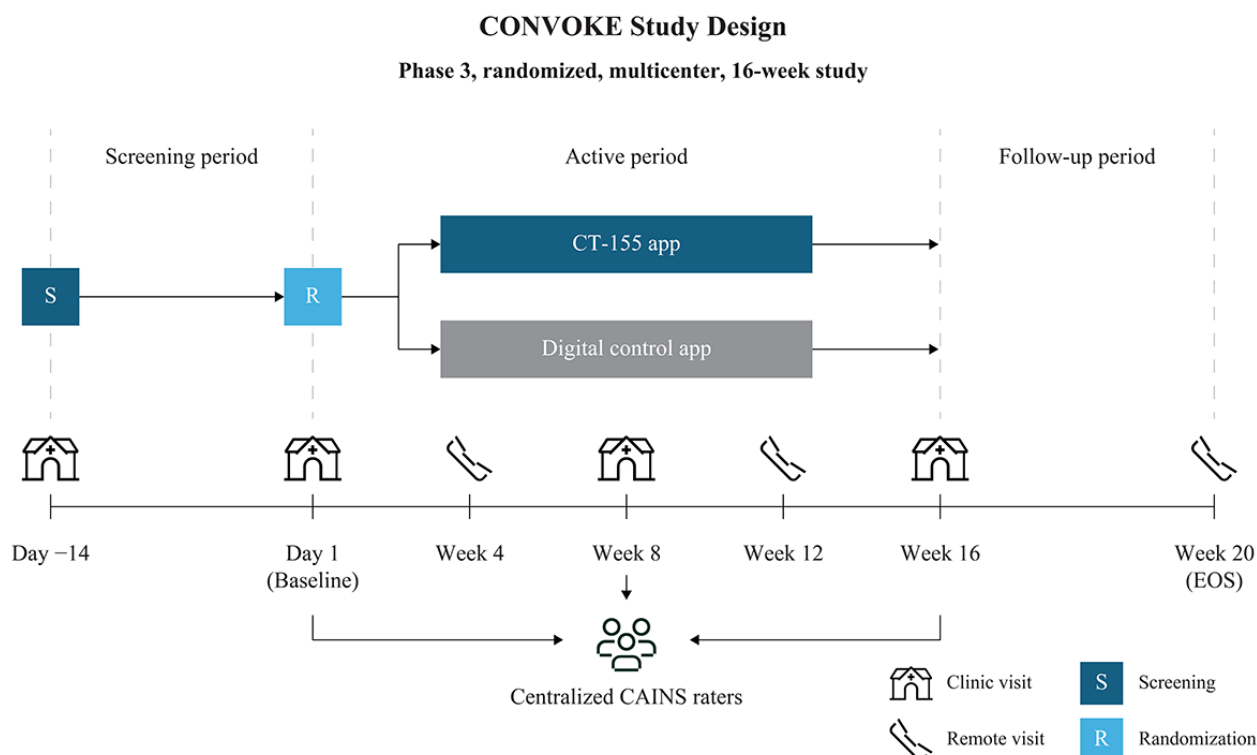 CONVOKE Study Design
Phase 3, randomized, multicenter, 16-week study
Screening period
Active period
Follow-up period
CT-155 app
S
R
Digital control app
Day −14
Day 1
(Baseline)
Week 4
Week 8
Week 12
Week 16
Week 20
(EOS)
Centralized CAINS raters
Clinic visit
S
Screening
Remote visit
R
Randomization